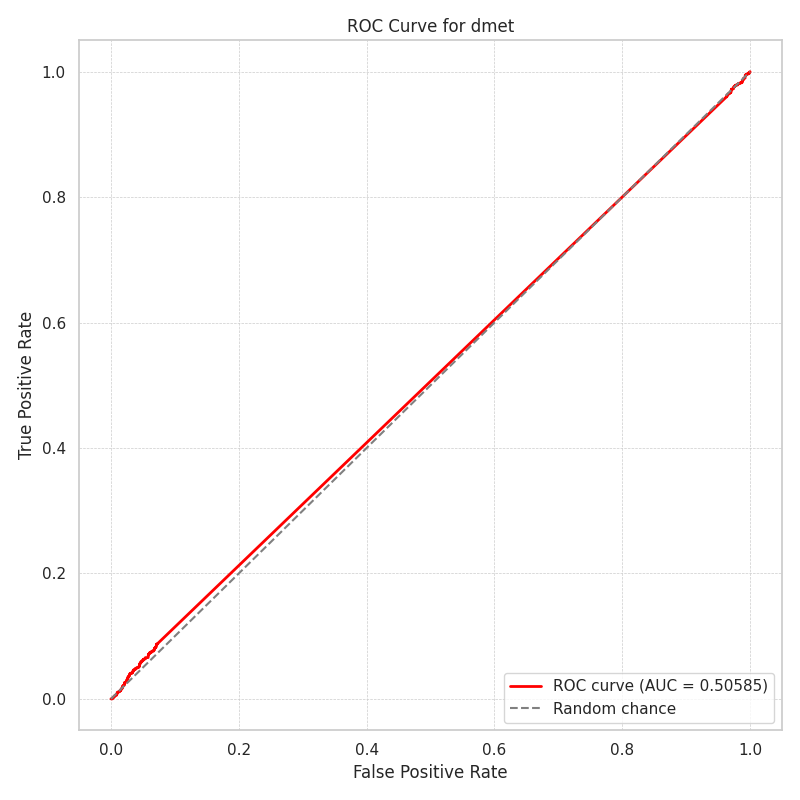 ROC Curve for dmet
True Positive Rate
1.0
0.8
0.6
0.4
0.2
0.0
0.0 0.2 0.4 0.6 0.8 1.0
False Positive Rate
ROC curve (AUC = 0.50585)
Random chance